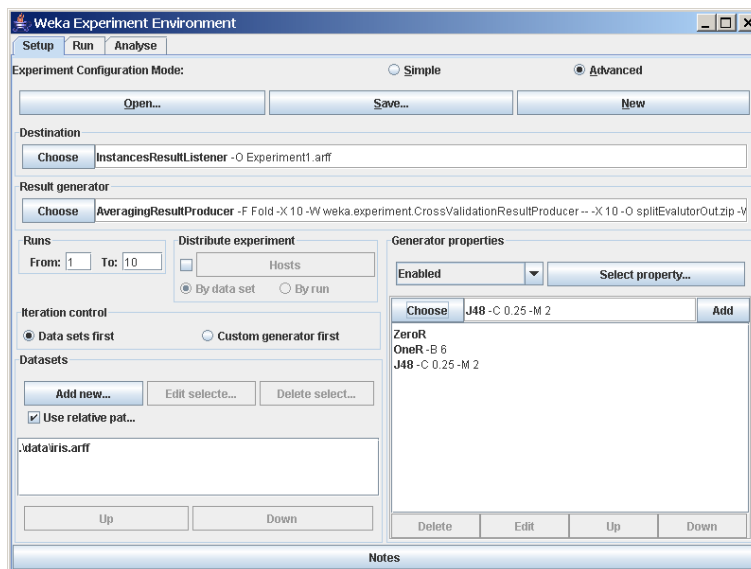 Weka Experiment Environment
Setup Run Analyse
Experiment Configuration Mode: Simple Advanced
Open... Save... New
Destination
Choose InstancesResultListener -O Experiment1.arff
Result generator
Choose AveragingResultProducer -F Fold -X 10 -W weka.experiment.CrossValidationResultProducer -- -X 10 -O splitEvalutorOut.zip -W
Runs
From: 1 To: 10
Distribute experiment
Hosts
By data set By run
Generator properties
Enabled Select property...
Iteration control
Data sets first Custom generator first
Choose J48 -C 0.25 -M 2 Add
ZeroR
OneR -B 6
J48 -C 0.25 -M 2
Datasets
Add new... Edit selecte... Delete select...
Use relative pat...
.\data\iris.arff
Up Down
Delete Edit Up Down
Notes